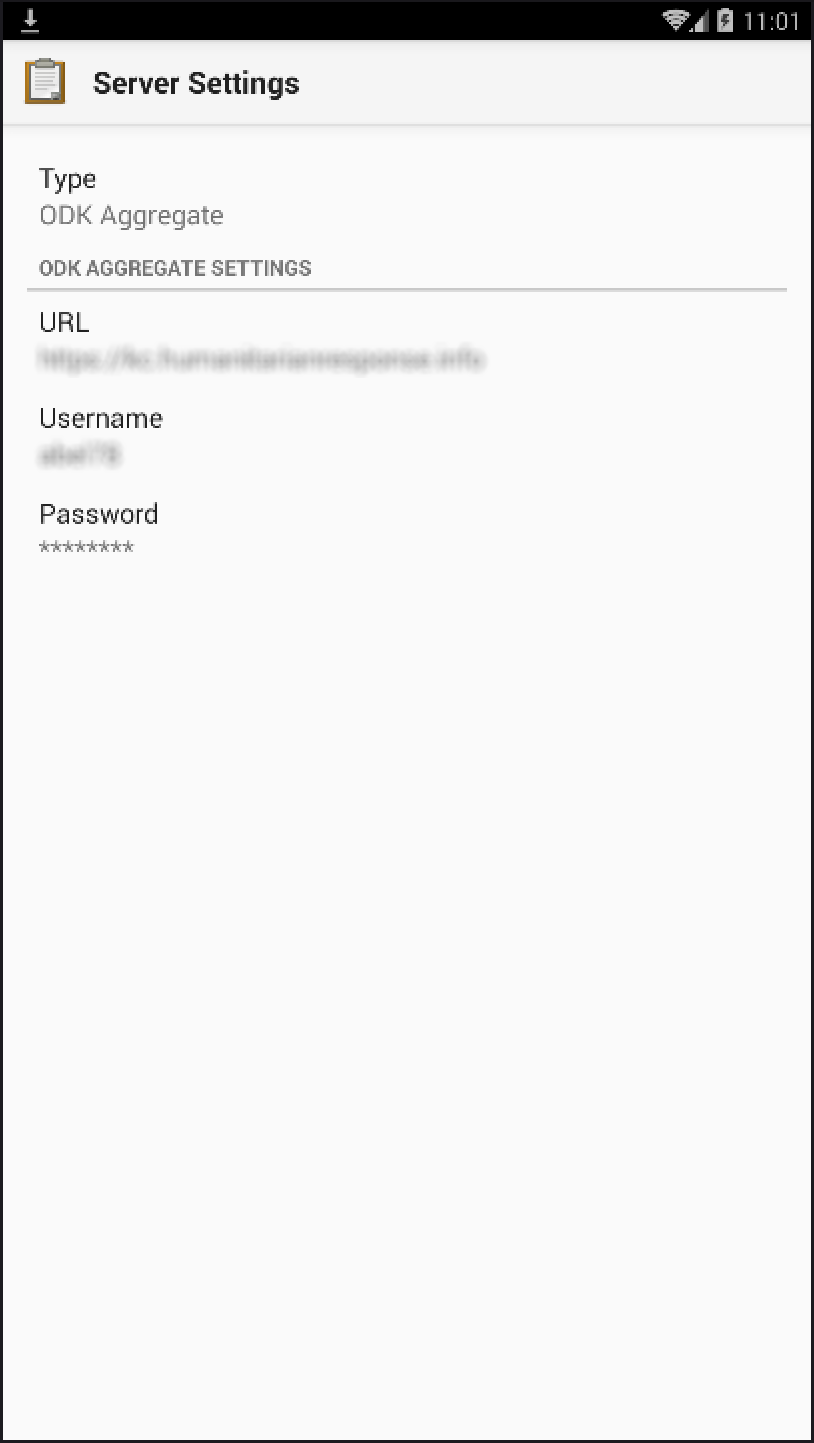 11:01
Server Settings
Type
ODK Aggregate
ODK AGGREGATE SETTINGS
URL
Username
Password
********